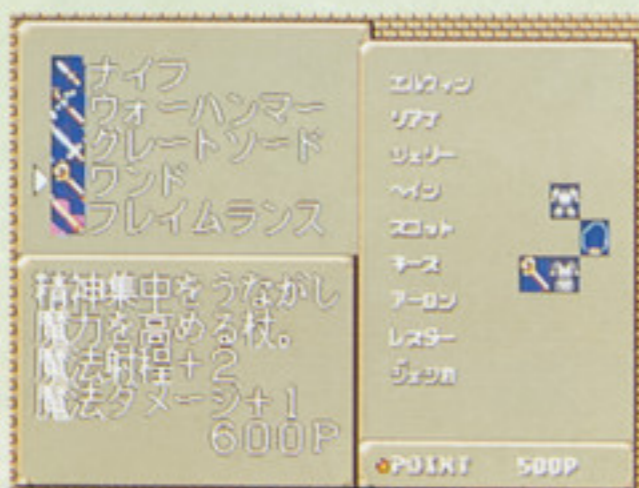 ナイフ
ウォーハンマー
グレートソード
ワンド
フレイムランス
精神集中をうながし
魔力を高める杖。
魔法射程+2
魔法ダメージ+1
600P
エルウィン
リアナ
シェリー
ヘイン
スコット
キース
アーロン
レスター
ジェシカ
POINT 500P